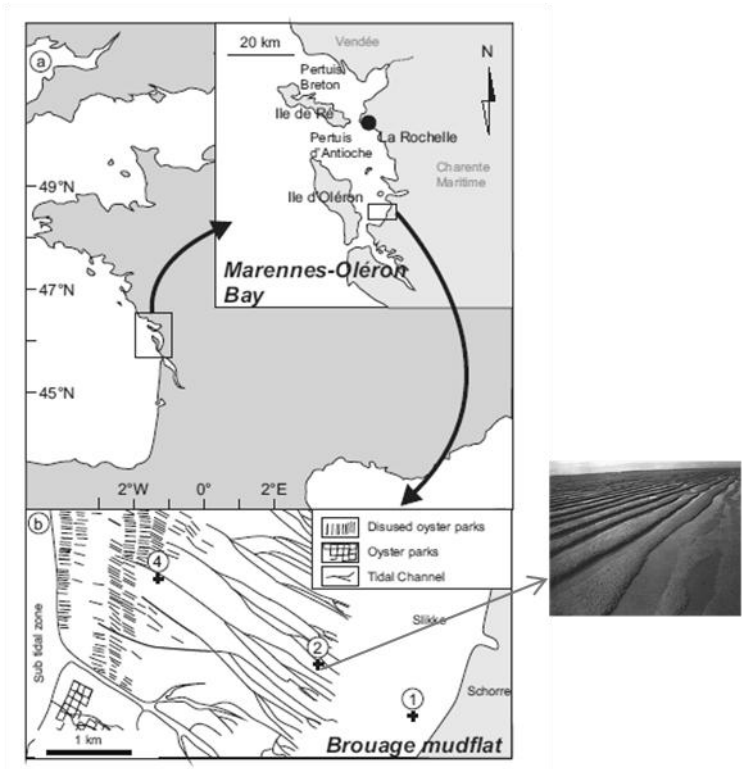 a
20 km
Vendée
N
Pertuis
Breton
Ile de Ré
La Rochelle
Pertuis
d'Antioche
Charente
Maritime
Ile d'Oléron
Marennes-Oléron
Bay
49°N
47°N
45°N
2°W
0°
2°E
b
Disused oyster parks
Oyster parks
Tidal Channel
4
Sub tidal zone
Slikke
2
Schorre
1
1 km
Brouage mudflat